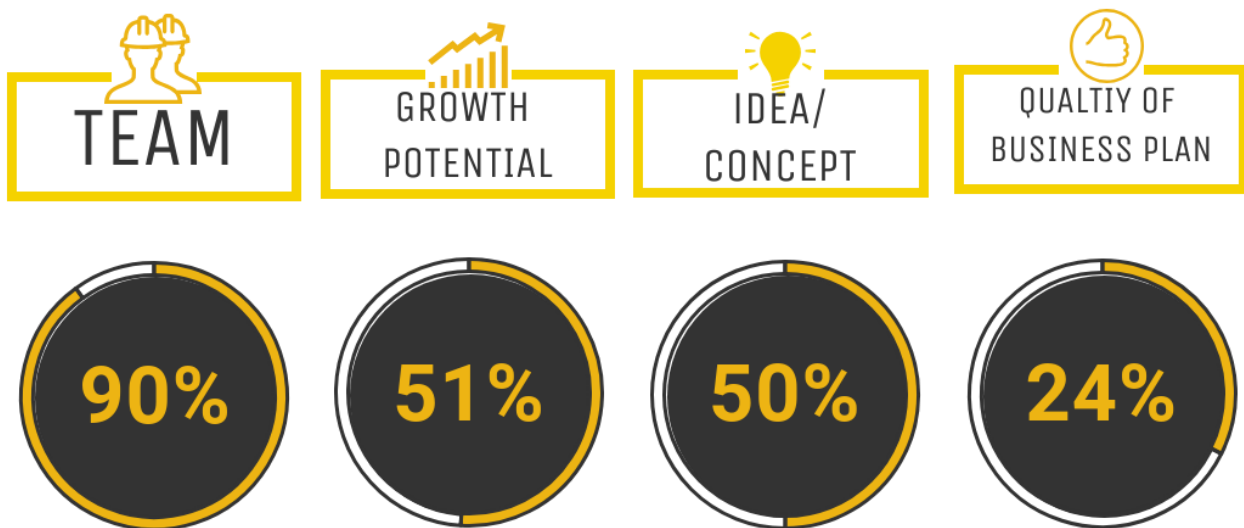 TEAM
GROWTH
POTENTIAL
IDEA/
CONCEPT
QUALTIY OF
BUSINESS PLAN
90%
51%
50%
24%